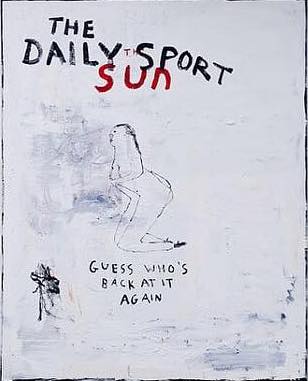 THE
DAILY TH SPORT
SUN
GUESS WHO'S
BACK AT IT
AGAIN